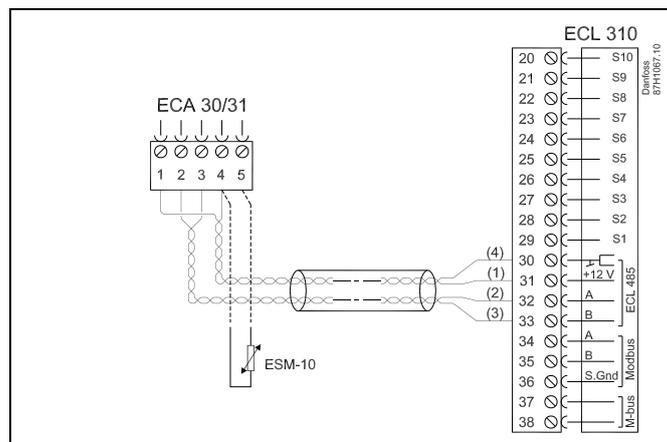 ECL 310
Danfoss
87H1067.10
ECA 30/31
1 2 3 4 5
ESM-10
(4)
(1)
(2)
(3)
20 S10
21 S9
22 S8
23 S7
24 S6
25 S5
26 S4
27 S3
28 S2
29 S1
30
31 +12 V
32 A
33 B
ECL 485
34 A
35 B
36 S.Gnd
Modbus
37
38
M-bus